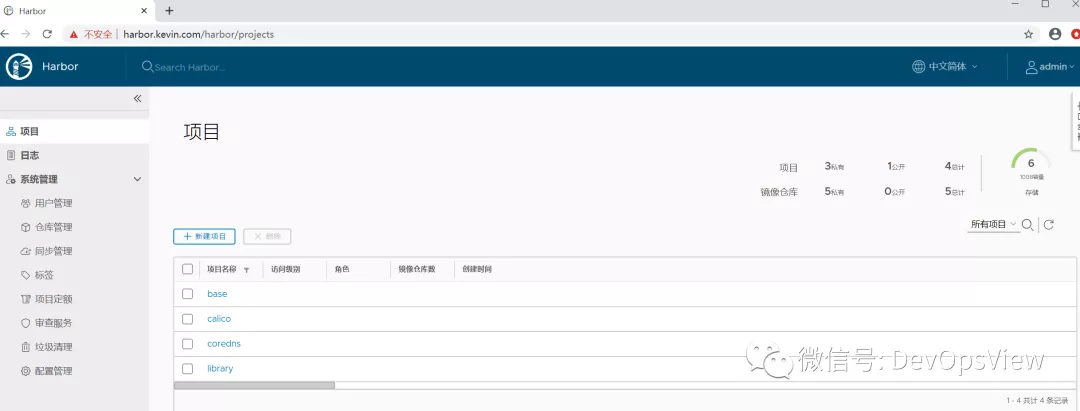 Harbor
不安全 harbor.kevin.com/harbor/projects
Harbor
Search Harbor...
中文简体
admin
项目
日志
系统管理
用户管理
仓库管理
同步管理
标签
项目定额
审查服务
垃圾清理
配置管理
项目
项目 3私有 1公开 4总计
镜像仓库 5私有 0公开 5总计
6
存储
所有项目
新建项目
删除
项目名称 访问级别 角色 镜像仓库数 创建时间
base
calico
coredns
library
1 - 4 共计 4 条记录
微信号: DevOpsView